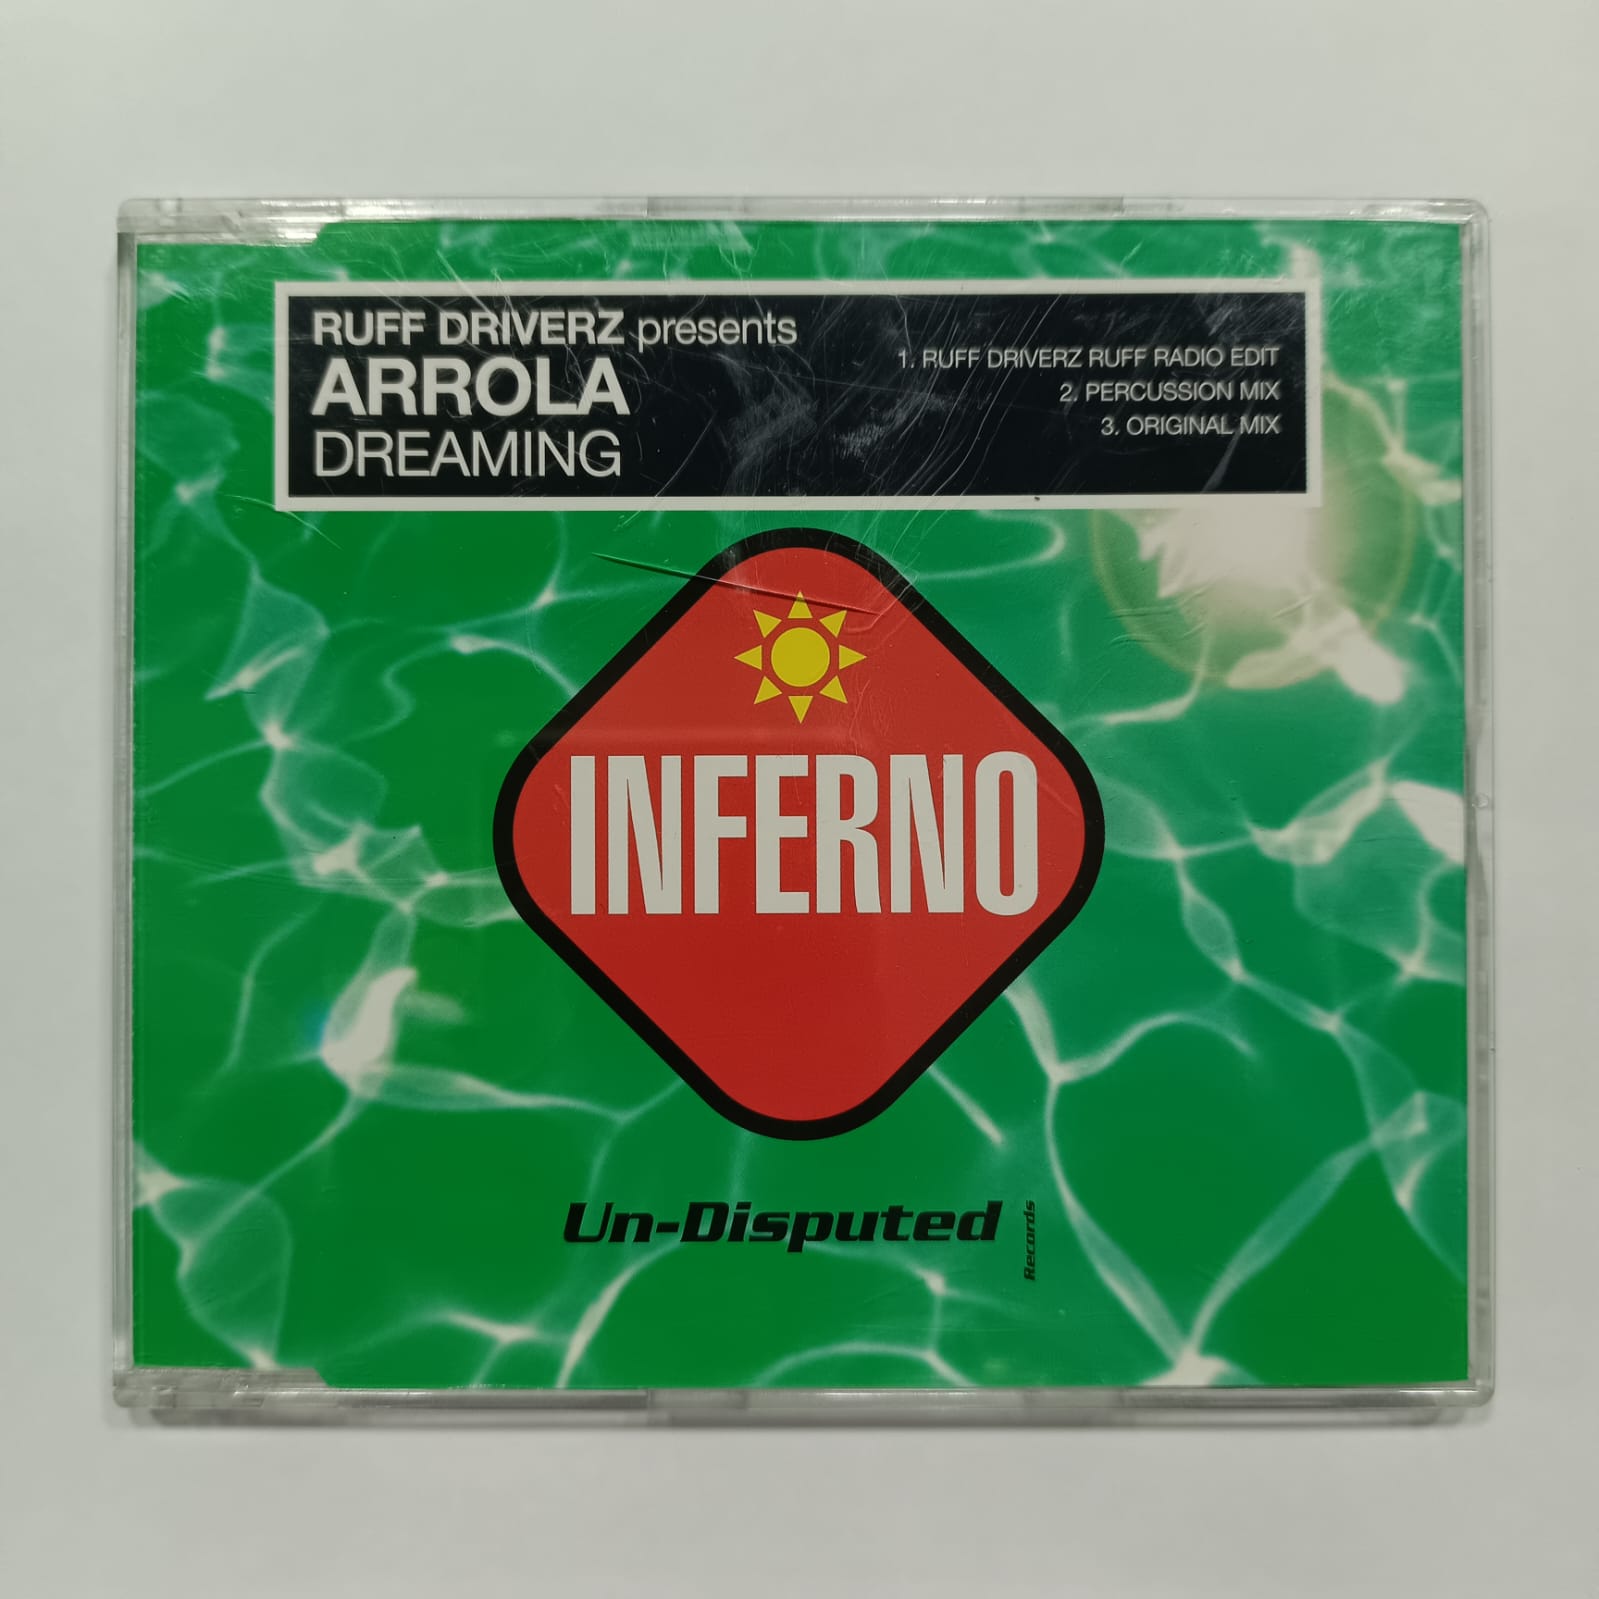 RUFF DRIVERZ presents
ARROLA
DREAMING
1. RUFF DRIVERZ RUFF RADIO EDIT
2. PERCUSSION MIX
3. ORIGINAL MIX
INFERNO
Un-Disputed
Records